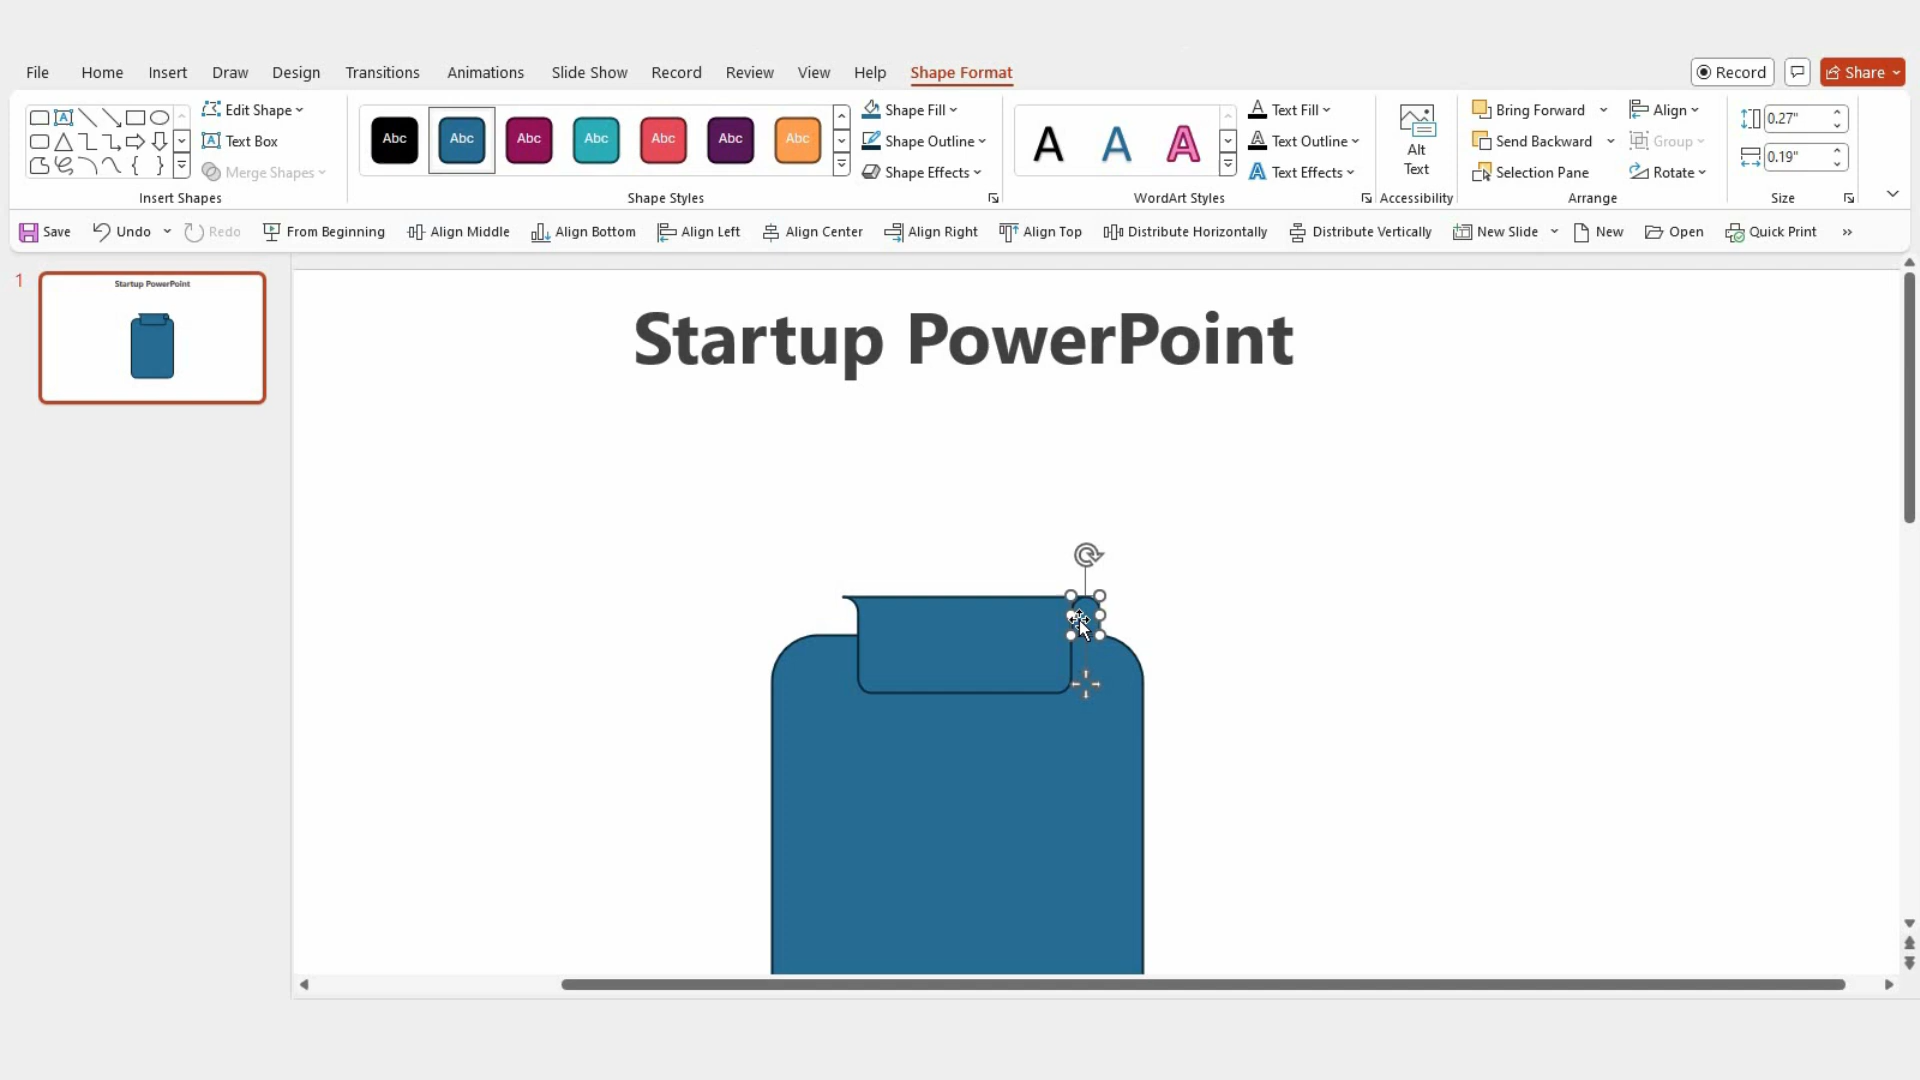 File Home Insert Draw Design Transitions Animations Slide Show Record Review View Help Shape Format Record Share
Edit Shape
Text Box
Merge Shapes
Insert Shapes
Abc Abc Abc Abc Abc Abc Abc
Shape Fill
Shape Outline
Shape Effects
Shape Styles
A A A
Text Fill
Text Outline
Text Effects
WordArt Styles
Alt
Text
Accessibility
Bring Forward
Send Backward
Selection Pane
Align
Group
Rotate
Arrange
0.27"
0.19"
Size
Save Undo Redo From Beginning Align Middle Align Bottom Align Left Align Center Align Right Align Top Distribute Horizontally Distribute Vertically New Slide New Open Quick Print
1
Startup PowerPoint
Startup PowerPoint